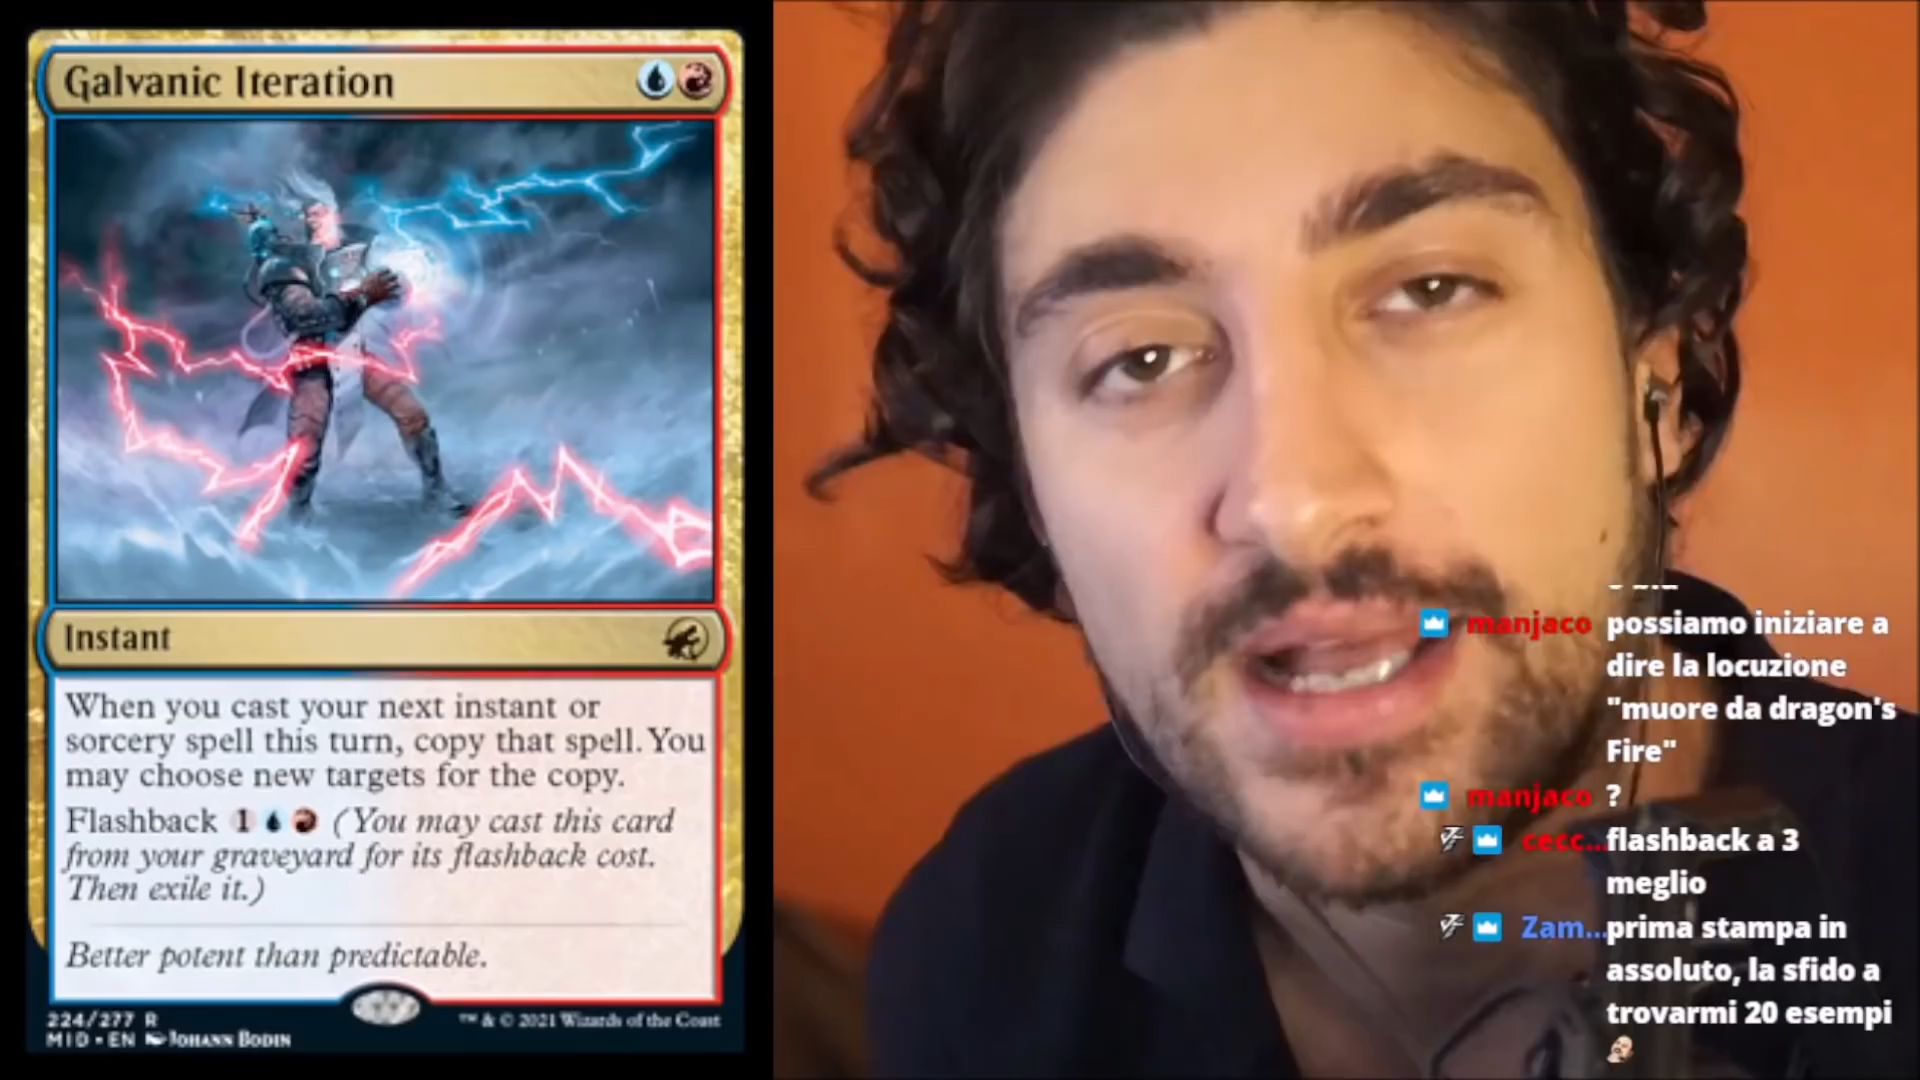 Galvanic Iteration
Instant
When you cast your next instant or
sorcery spell this turn, copy that spell. You
may choose new targets for the copy.
Flashback 1 (You may cast this card
from your graveyard for its flashback cost.
Then exile it.)
Better potent than predictable.
224/277 R
MID • EN Johann Bodin
™ & © 2021 Wizards of the Coast
manjaco possiamo iniziare a
dire la locuzione
"muore da dragon's
Fire"
manjaco ?
cecc... flashback a 3
meglio
Zam... prima stampa in
assoluto, la sfido a
trovarmi 20 esempi